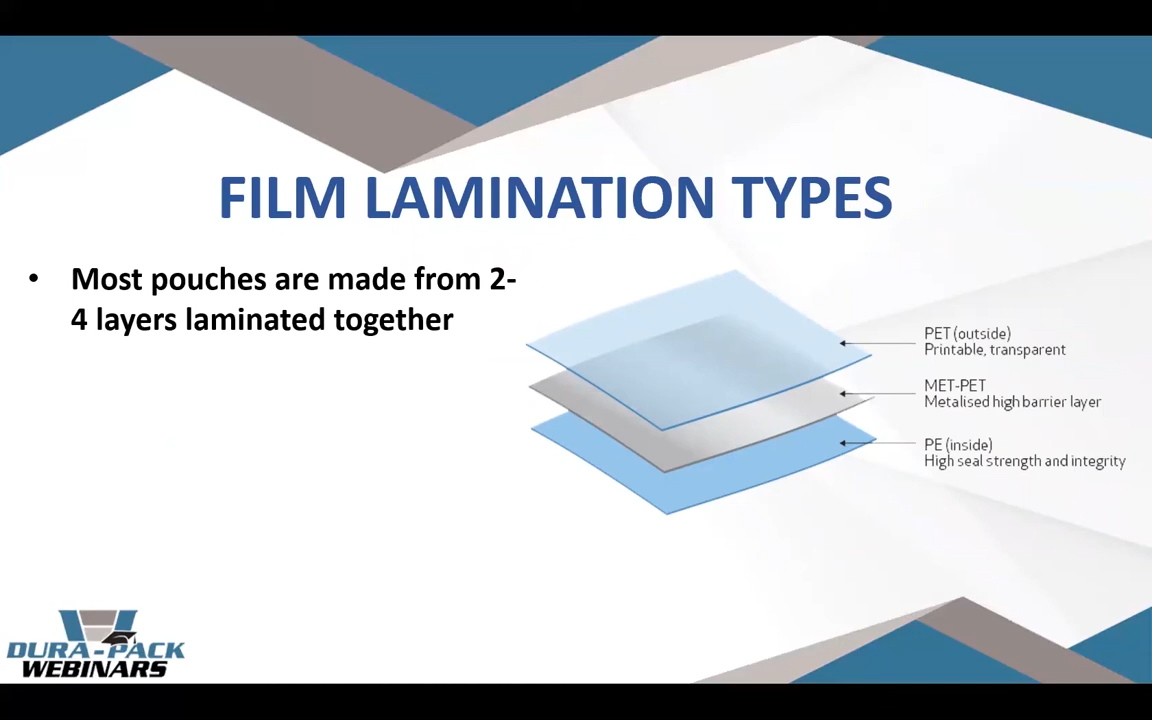 FILM LAMINATION TYPES
• Most pouches are made from 2-
4 layers laminated together
PET (outside)
Printable, transparent
MET-PET
Metalised high barrier layer
PE (inside)
High seal strength and integrity
DURA-PACK
WEBINARS